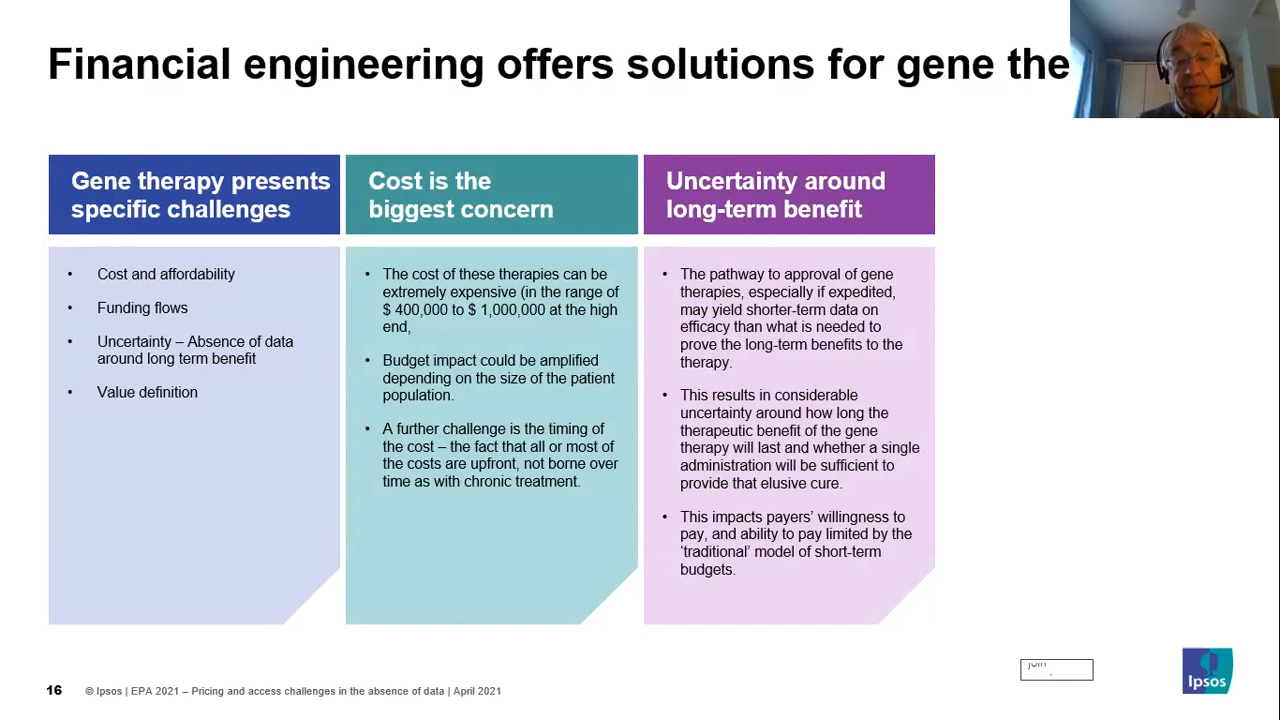 Financial engineering offers solutions for gene the
Gene therapy presents
specific challenges
• Cost and affordability
• Funding flows
• Uncertainty – Absence of data
around long term benefit
• Value definition
Cost is the
biggest concern
• The cost of these therapies can be
extremely expensive (in the range of
$ 400,000 to $ 1,000,000 at the high
end,
• Budget impact could be amplified
depending on the size of the patient
population.
• A further challenge is the timing of
the cost – the fact that all or most of
the costs are upfront, not borne over
time as with chronic treatment.
Uncertainty around
long-term benefit
• The pathway to approval of gene
therapies, especially if expedited,
may yield shorter-term data on
efficacy than what is needed to
prove the long-term benefits to the
therapy.
• This results in considerable
uncertainty around how long the
therapeutic benefit of the gene
therapy will last and whether a single
administration will be sufficient to
provide that elusive cure.
• This impacts payers’ willingness to
pay, and ability to pay limited by the
‘traditional’ model of short-term
budgets.
16 © Ipsos | EPA 2021 – Pricing and access challenges in the absence of data | April 2021
Ipsos